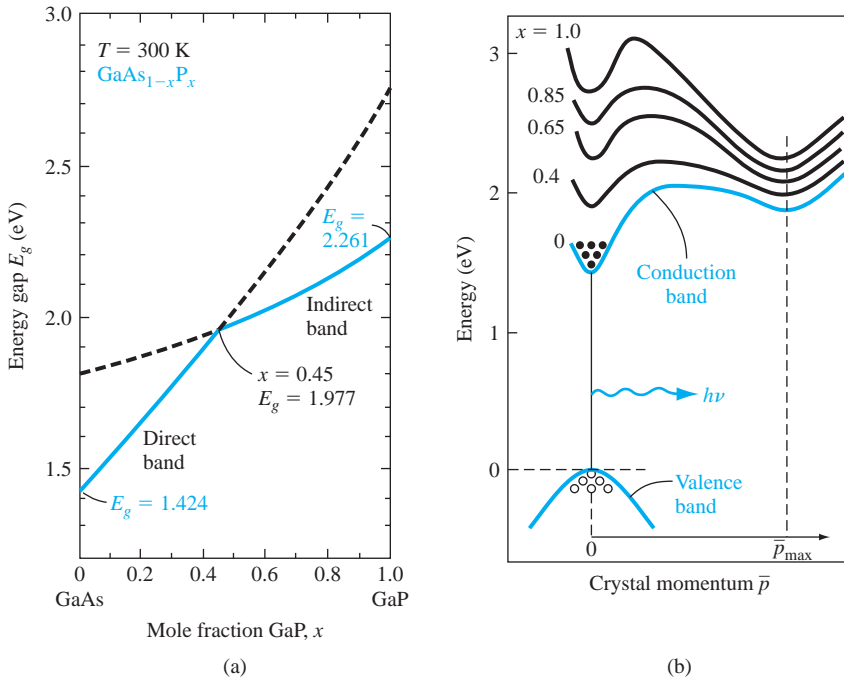 3.0
T = 300 K
GaAs1−xPx
2.5
Eg =
2.261
Energy gap Eg (eV)
Indirect
band
2.0
x = 0.45
Eg = 1.977
Direct
band
1.5
Eg = 1.424
0
0.2
0.4
0.6
0.8
1.0
GaAs
GaP
Mole fraction GaP, x
(a)
x = 1.0
3
0.85
0.65
0.4
2
0
Conduction
band
Energy (eV)
1
hν
0
Valence
band
0
p̄max
Crystal momentum p̄
(b)